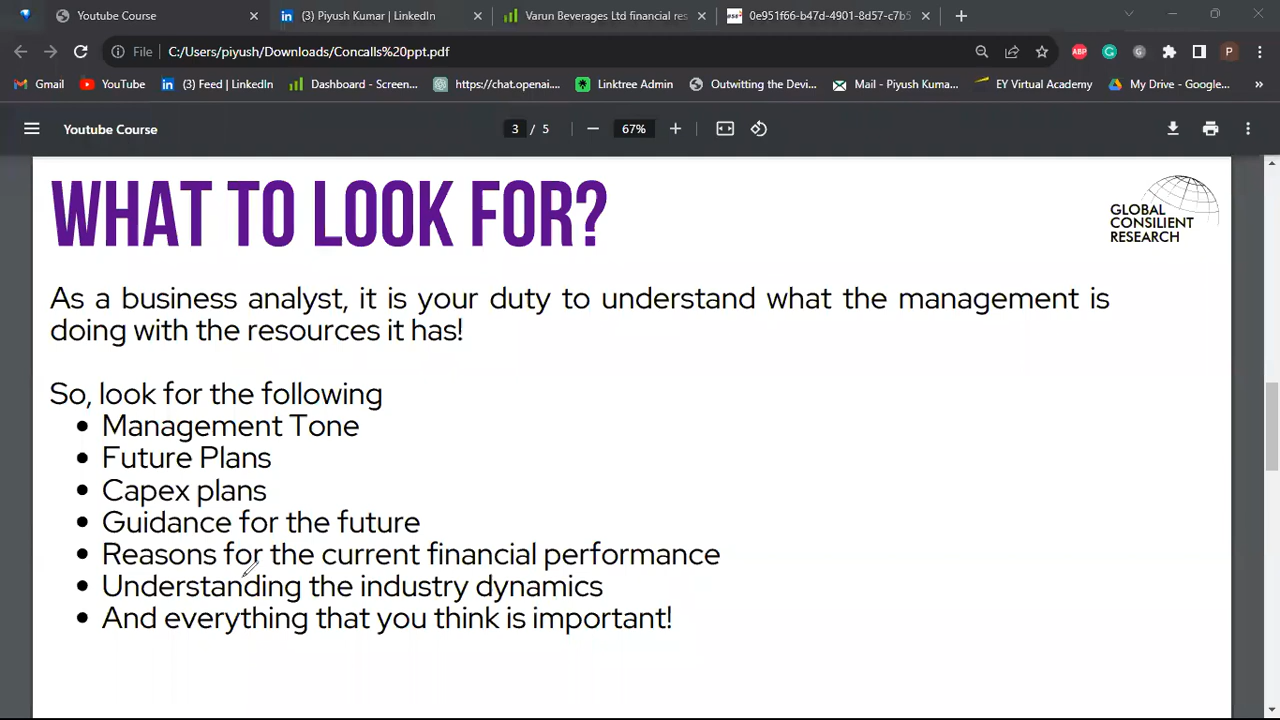 Youtube Course
(3) Piyush Kumar | LinkedIn
Varun Beverages Ltd financial res
0e951f66-b47d-4901-8d57-c7b5
File
C:/Users/piyush/Downloads/Concalls%20ppt.pdf
ABP
G
G
P
Gmail
YouTube
(3) Feed | LinkedIn
Dashboard - Screen...
https://chat.openai....
Linktree Admin
Outwitting the Devi...
Mail - Piyush Kuma...
EY Virtual Academy
My Drive - Google...
Youtube Course
3 / 5
67%
WHAT TO LOOK FOR?
GLOBAL
CONSILIENT
RESEARCH
As a business analyst, it is your duty to understand what the management is
doing with the resources it has!
So, look for the following
• Management Tone
• Future Plans
• Capex plans
• Guidance for the future
• Reasons for the current financial performance
• Understanding the industry dynamics
• And everything that you think is important!